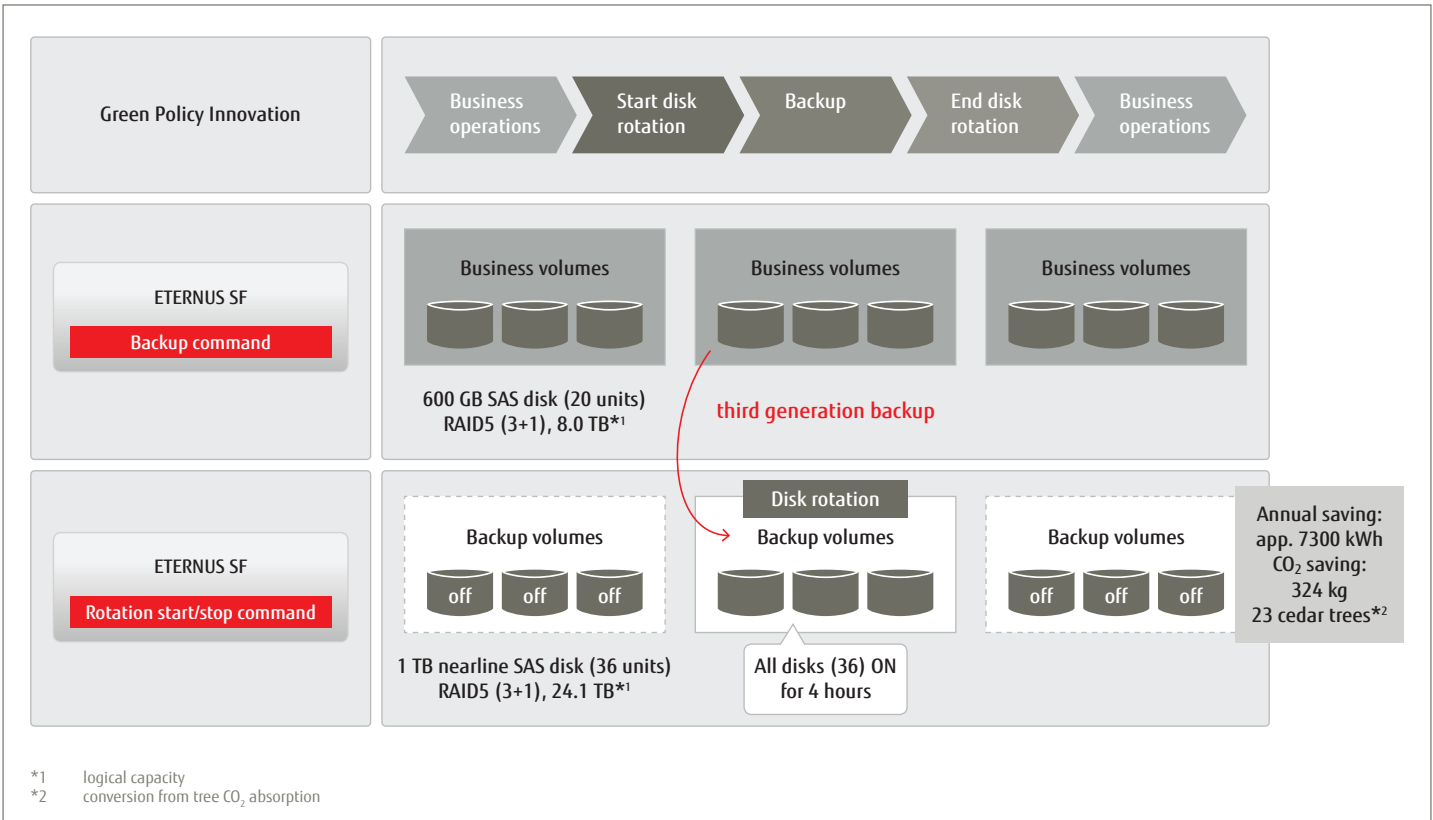 Green Policy Innovation
Business
operations
Start disk
rotation
Backup
End disk
rotation
Business
operations
ETERNUS SF
Backup command
Business volumes
Business volumes
Business volumes
600 GB SAS disk (20 units)
RAID5 (3+1), 8.0 TB*1
third generation backup
ETERNUS SF
Rotation start/stop command
Backup volumes
off
off
off
Disk rotation
Backup volumes
Backup volumes
off
off
off
1 TB nearline SAS disk (36 units)
RAID5 (3+1), 24.1 TB*1
All disks (36) ON
for 4 hours
Annual saving:
app. 7300 kWh
CO2 saving:
324 kg
23 cedar trees*2
*1 logical capacity
*2 conversion from tree CO2 absorption